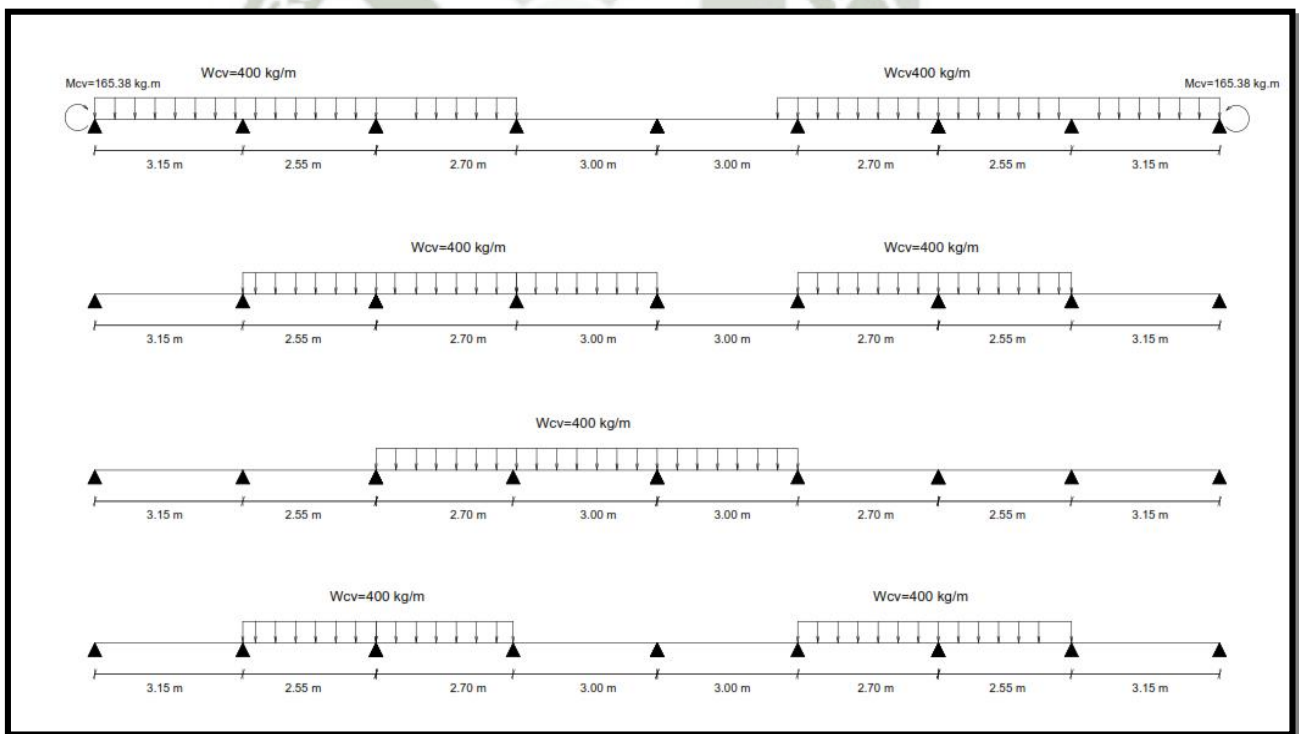 Wcv=400 kg/m Wcv400 kg/m
Mcv=165.38 kg.m Mcv=165.38 kg.m
3.15 m 2.55 m 2.70 m 3.00 m 3.00 m 2.70 m 2.55 m 3.15 m
Wcv=400 kg/m Wcv=400 kg/m
3.15 m 2.55 m 2.70 m 3.00 m 3.00 m 2.70 m 2.55 m 3.15 m
Wcv=400 kg/m
3.15 m 2.55 m 2.70 m 3.00 m 3.00 m 2.70 m 2.55 m 3.15 m
Wcv=400 kg/m Wcv=400 kg/m
3.15 m 2.55 m 2.70 m 3.00 m 3.00 m 2.70 m 2.55 m 3.15 m